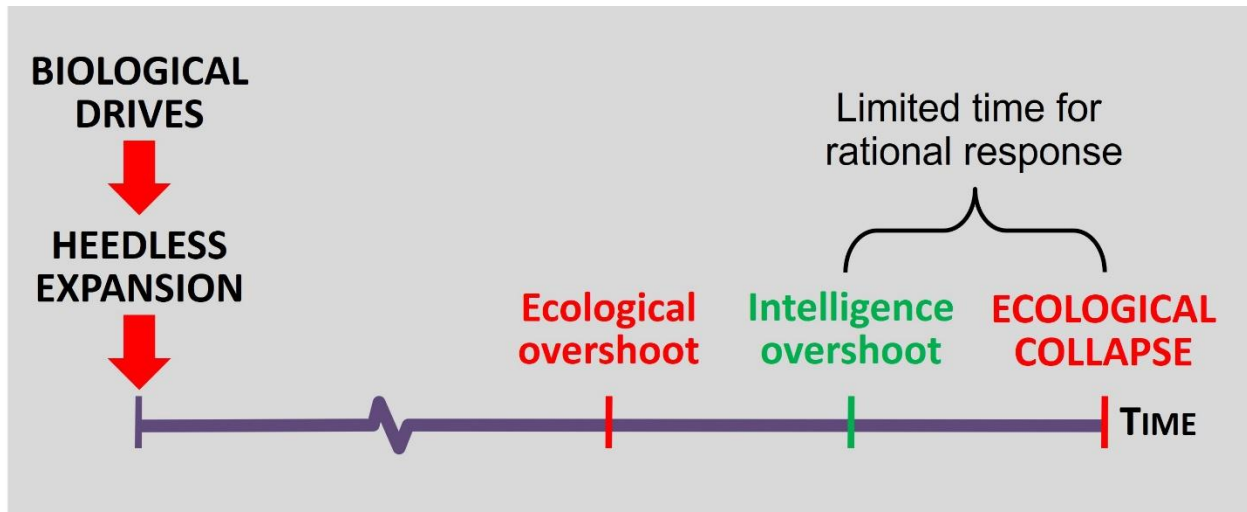 BIOLOGICAL
DRIVES
HEEDLESS
EXPANSION
Limited time for
rational response
Ecological
overshoot
Intelligence
overshoot
ECOLOGICAL
COLLAPSE
TIME